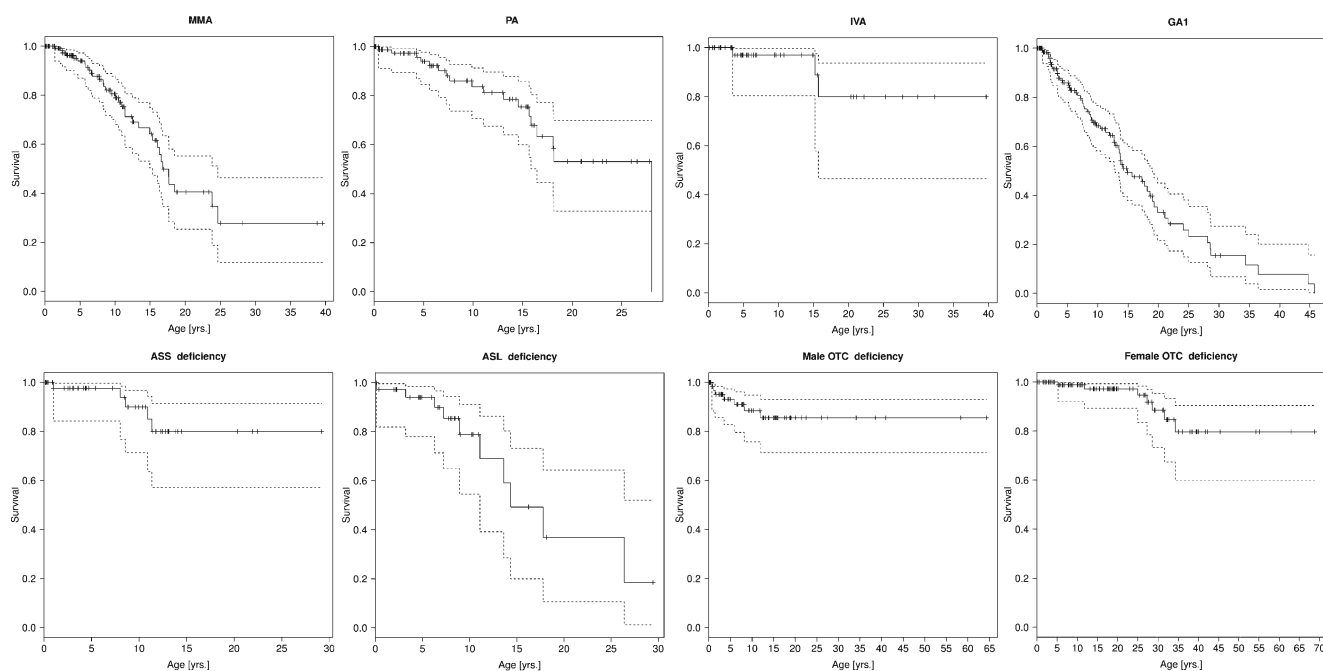 MMA
Survival
1.0
0.8
0.6
0.4
0.2
0.0
0 5 10 15 20 25 30 35 40
Age [yrs.]
PA
Survival
1.0
0.8
0.6
0.4
0.2
0.0
0 5 10 15 20 25
Age [yrs.]
IVA
Survival
1.0
0.8
0.6
0.4
0.2
0.0
0 5 10 15 20 25 30 35 40
Age [yrs.]
GA1
Survival
1.0
0.8
0.6
0.4
0.2
0.0
0 5 10 15 20 25 30 35 40 45
Age [yrs.]
ASS deficiency
Survival
1.0
0.8
0.6
0.4
0.2
0.0
0 5 10 15 20 25 30
Age [yrs.]
ASL deficiency
Survival
1.0
0.8
0.6
0.4
0.2
0.0
0 5 10 15 20 25 30
Age [yrs.]
Male OTC deficiency
Survival
1.0
0.8
0.6
0.4
0.2
0.0
0 5 10 15 20 25 30 35 40 45 50 55 60 65
Age [yrs.]
Female OTC deficiency
Survival
1.0
0.8
0.6
0.4
0.2
0.0
0 5 10 15 20 25 30 35 40 45 50 55 60 65 70
Age [yrs.]